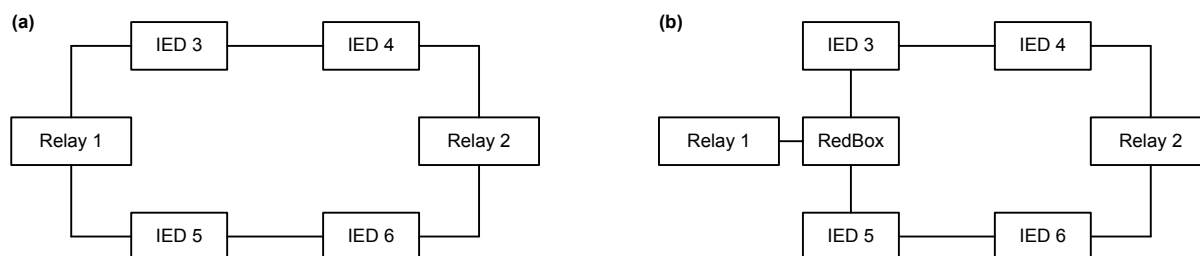 (a)
IED 3
IED 4
Relay 1
Relay 2
IED 5
IED 6
(b)
IED 3
IED 4
Relay 1
RedBox
Relay 2
IED 5
IED 6